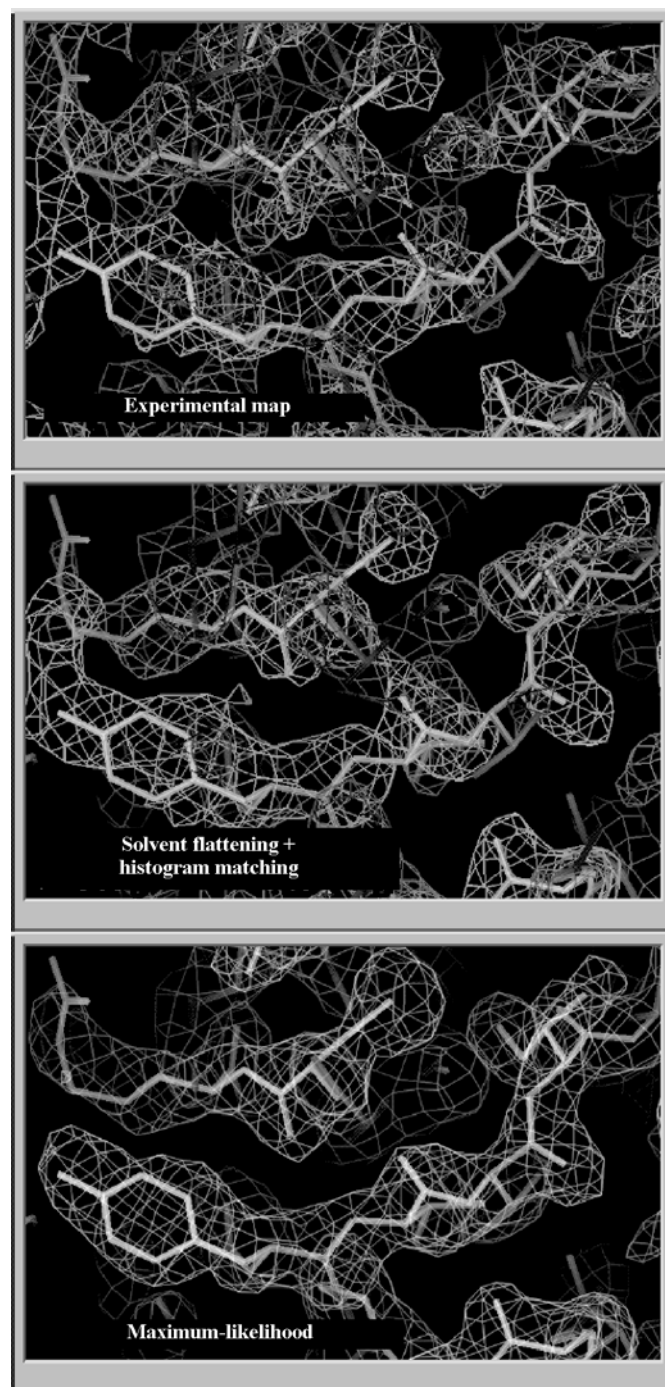 Experimental map
Solvent flattening +
histogram matching
Maximum-likelihood